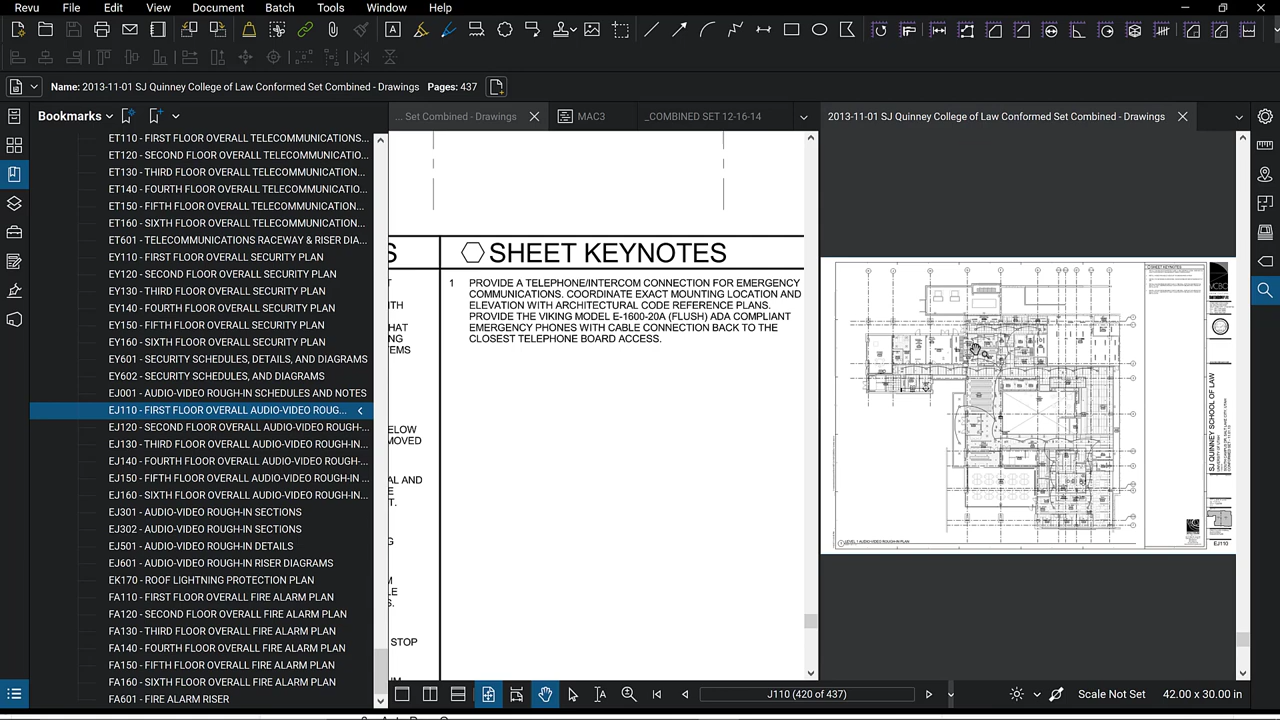 Revu File Edit View Document Batch Tools Window Help
Name: 2013-11-01 SJ Quinney College of Law Conformed Set Combined - Drawings Pages: 437
Bookmarks
... Set Combined - Drawings
MAC3
_COMBINED SET 12-16-14
2013-11-01 SJ Quinney College of Law Conformed Set Combined - Drawings
ET110 - FIRST FLOOR OVERALL TELECOMMUNICATIONS...
ET120 - SECOND FLOOR OVERALL TELECOMMUNICATIO...
ET130 - THIRD FLOOR OVERALL TELECOMMUNICATION...
ET140 - FOURTH FLOOR OVERALL TELECOMMUNICATIO...
ET150 - FIFTH FLOOR OVERALL TELECOMMUNICATION...
ET160 - SIXTH FLOOR OVERALL TELECOMMUNICATION...
ET601 - TELECOMMUNICATIONS RACEWAY & RISER DIA...
EY110 - FIRST FLOOR OVERALL SECURITY PLAN
EY120 - SECOND FLOOR OVERALL SECURITY PLAN
EY130 - THIRD FLOOR OVERALL SECURITY PLAN
EY140 - FOURTH FLOOR OVERALL SECURITY PLAN
EY150 - FIFTH FLOOR OVERALL SECURITY PLAN
EY160 - SIXTH FLOOR OVERALL SECURITY PLAN
EY601 - SECURITY SCHEDULES, DETAILS, AND DIAGRAMS
EY602 - SECURITY SCHEDULES, AND DIAGRAMS
EJ001 - AUDIO-VIDEO ROUGH-IN SCHEDULES AND NOTES
EJ110 - FIRST FLOOR OVERALL AUDIO-VIDEO ROUG...
EJ120 - SECOND FLOOR OVERALL AUDIO-VIDEO ROUGH-...
EJ130 - THIRD FLOOR OVERALL AUDIO-VIDEO ROUGH-IN...
EJ140 - FOURTH FLOOR OVERALL AUDIO-VIDEO ROUGH-...
EJ150 - FIFTH FLOOR OVERALL AUDIO-VIDEO ROUGH-IN ...
EJ160 - SIXTH FLOOR OVERALL AUDIO-VIDEO ROUGH-IN...
EJ301 - AUDIO-VIDEO ROUGH-IN SECTIONS
EJ302 - AUDIO-VIDEO ROUGH-IN SECTIONS
EJ501 - AUDIO-VIDEO ROUGH-IN DETAILS
EJ601 - AUDIO-VIDEO ROUGH-IN RISER DIAGRAMS
EK170 - ROOF LIGHTNING PROTECTION PLAN
FA110 - FIRST FLOOR OVERALL FIRE ALARM PLAN
FA120 - SECOND FLOOR OVERALL FIRE ALARM PLAN
FA130 - THIRD FLOOR OVERALL FIRE ALARM PLAN
FA140 - FOURTH FLOOR OVERALL FIRE ALARM PLAN
FA150 - FIFTH FLOOR OVERALL FIRE ALARM PLAN
FA160 - SIXTH FLOOR OVERALL FIRE ALARM PLAN
FA601 - FIRE ALARM RISER
S
SHEET KEYNOTES
1 PROVIDE A TELEPHONE/INTERCOM CONNECTION FOR EMERGENCY
COMMUNICATIONS. COORDINATE EXACT MOUNTING LOCATION AND
ELEVATION WITH ARCHITECTURAL CODE REFERENCE PLANS.
PROVIDE THE VIKING MODEL E-1600-20A (FLUSH) ADA COMPLIANT
EMERGENCY PHONES WITH CABLE CONNECTION BACK TO THE
CLOSEST TELEPHONE BOARD ACCESS.
SHEET KEYNOTES
SJ QUINNEY SCHOOL OF LAW
LEVEL 1 AUDIO-VIDEO ROUGH-IN PLAN
EJ110
J110 (420 of 437)
Scale Not Set
42.00 x 30.00 in